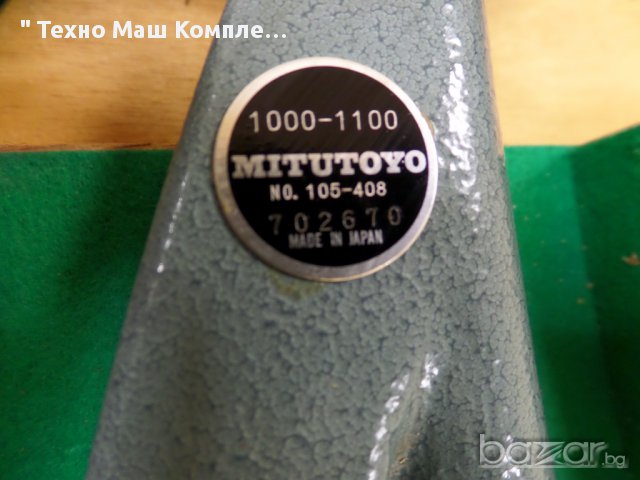 " Техно Маш Компле...
1000-1100
MITUTOYO
NO. 105-408
702670
MADE IN JAPAN
bazar.bg